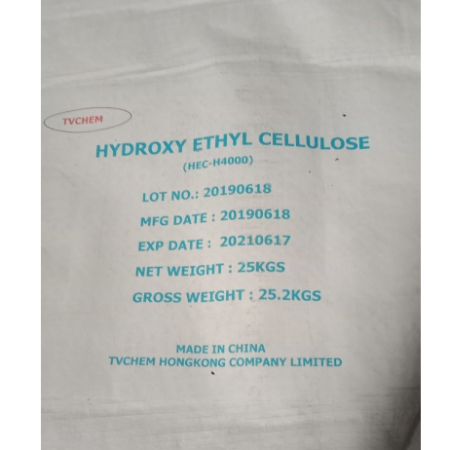 TVCHEM
HYDROXY ETHYL CELLULOSE
(HEC-H4000)
LOT NO.: 20190618
MFG DATE : 20190618
EXP DATE : 20210617
NET WEIGHT : 25KGS
GROSS WEIGHT : 25.2KGS
MADE IN CHINA
TVCHEM HONGKONG COMPANY LIMITED